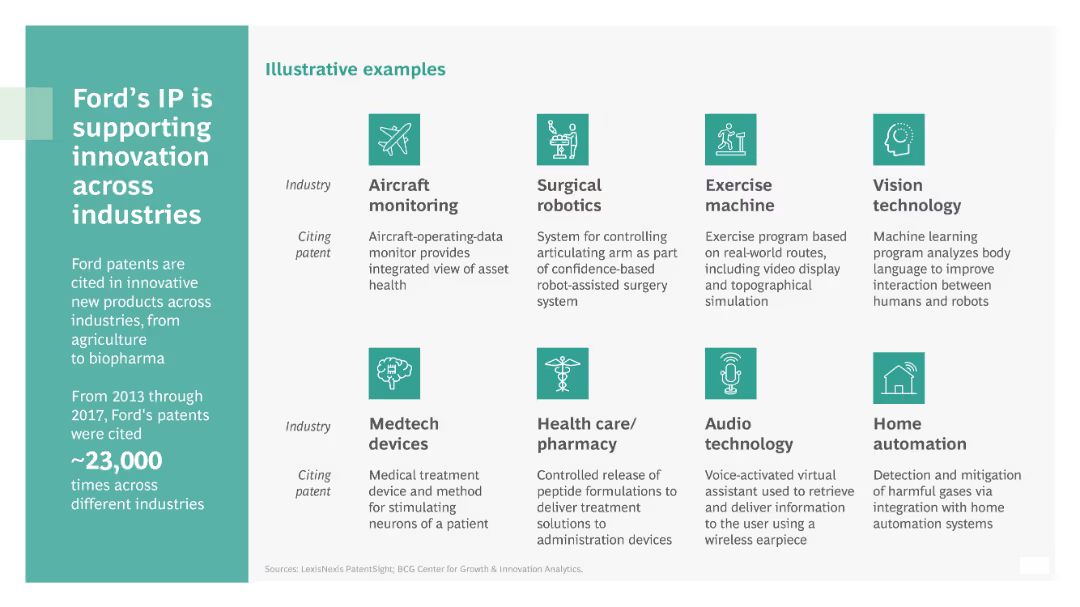 Ford's IP is
supporting
innovation
across
industries
Ford patents are
cited in innovative
new products across
industries, from
agriculture
to biopharma
From 2013 through
2017, Ford's patents
were cited
~23,000
times across
different industries
Illustrative examples
Industry
Aircraft
monitoring
Surgical
robotics
Exercise
machine
Vision
technology
Citing
patent
Aircraft-operating-data
monitor provides
integrated view of asset
health
System for controlling
articulating arm as part
of confidence-based
robot-assisted surgery
system
Exercise program based
on real-world routes,
including video display
and topographical
simulation
Machine learning
program analyzes body
language to improve
interaction between
humans and robots
Industry
Medtech
devices
Health care/
pharmacy
Audio
technology
Home
automation
Citing
patent
Medical treatment
device and method
for stimulating
neurons of a patient
Controlled release of
peptide formulations to
deliver treatment
solutions to
administration devices
Voice-activated virtual
assistant used to retrieve
and deliver information
to the user using a
wireless earpiece
Detection and mitigation
of harmful gases via
integration with home
automation systems
Sources: LexisNexis PatentSight; BCG Center for Growth & Innovation Analytics.